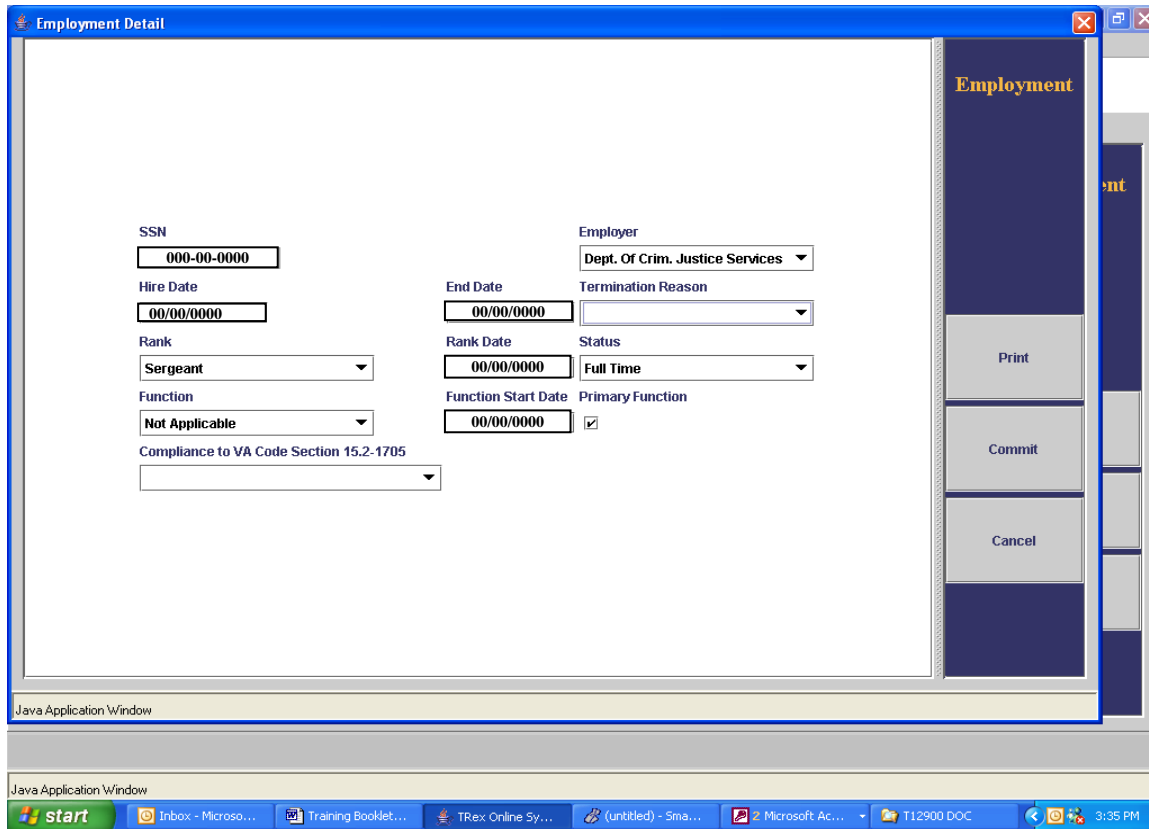 Employment Detail
Employment
ent
SSN
Employer
000-00-0000
Dept. Of Crim. Justice Services
Hire Date
End Date
Termination Reason
00/00/0000
00/00/0000
Rank
Rank Date
Status
Sergeant
00/00/0000
Full Time
Print
Function
Function Start Date
Primary Function
Not Applicable
00/00/0000
Compliance to VA Code Section 15.2-1705
Commit
Cancel
Java Application Window
Java Application Window
start
Inbox - Microso...
Training Booklet...
TRex Online Sy...
(untitled) - Sma...
2 Microsoft Ac...
T12900 DOC
3:35 PM